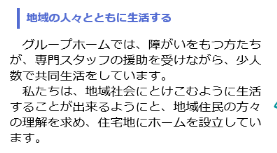 地域の人々とともに生活する
　グループホームでは、障がいをもつ方たち
が、専門スタッフの援助を受けながら、少人
数で共同生活をしています。
　私たちは、地域社会にとけこむように生活
することが出来るようにと、地域住民の方々
の理解を求め、住宅地にホームを設立してい
ます。